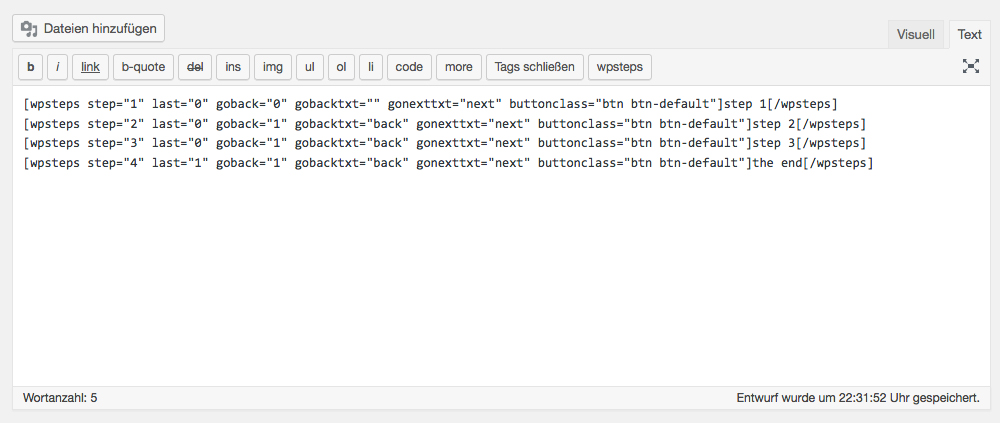 Dateien hinzufügen
Visuell Text
b i link b-quote del ins img ul ol li code more Tags schließen wpsteps
[wpsteps step="1" last="0" goback="0" gobacktxt="" gonexttxt="next" buttonclass="btn btn-default"]step 1[/wpsteps]
[wpsteps step="2" last="0" goback="1" gobacktxt="back" gonexttxt="next" buttonclass="btn btn-default"]step 2[/wpsteps]
[wpsteps step="3" last="0" goback="1" gobacktxt="back" gonexttxt="next" buttonclass="btn btn-default"]step 3[/wpsteps]
[wpsteps step="4" last="1" goback="1" gobacktxt="back" gonexttxt="next" buttonclass="btn btn-default"]the end[/wpsteps]
Wortanzahl: 5 Entwurf wurde um 22:31:52 Uhr gespeichert.